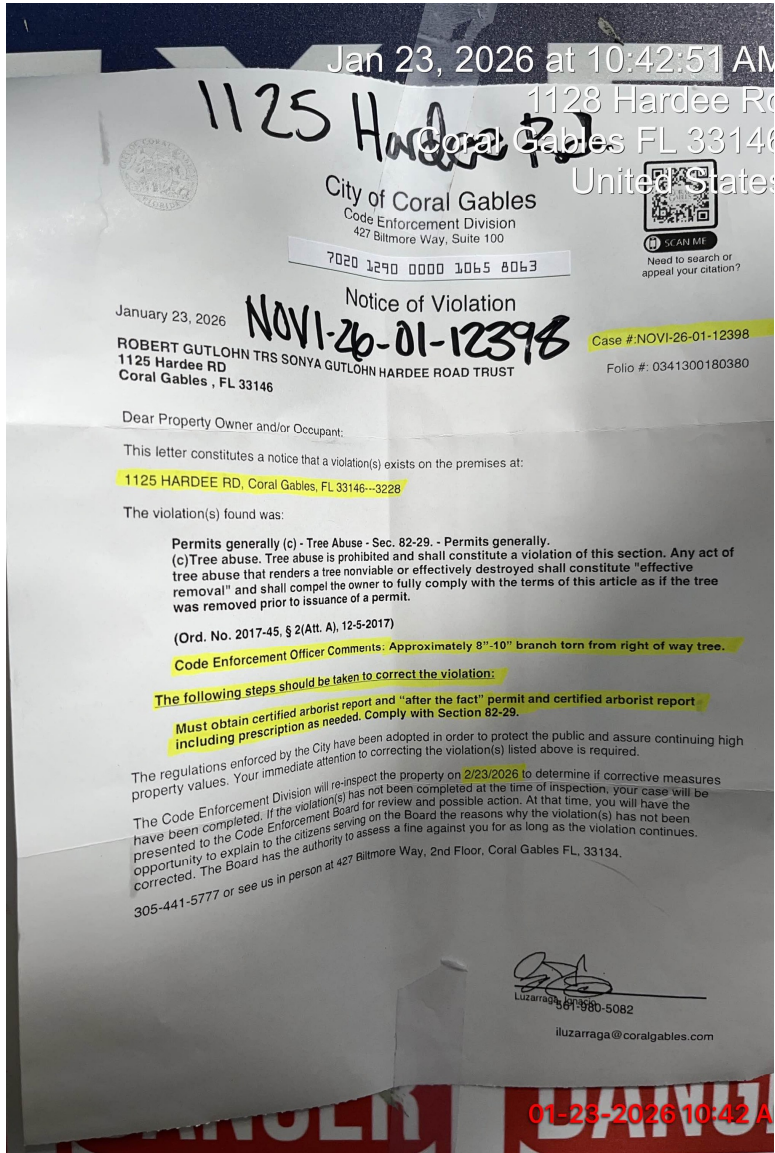 Jan 23, 2026 at 10:42:51 AM
1128 Hardee Rd
Coral Gables FL 33146
United States
1125 Hardee Rd.
City of Coral Gables
Code Enforcement Division
427 Biltmore Way, Suite 100
7020 1290 0000 1065 8063
SCAN ME
Need to search or
appeal your citation?
Notice of Violation
January 23, 2026
NOVI-26-01-12398
Case #:NOVI-26-01-12398
Folio #: 0341300180380
ROBERT GUTLOHN TRS SONYA GUTLOHN HARDEE ROAD TRUST
1125 Hardee RD
Coral Gables , FL 33146
Dear Property Owner and/or Occupant:
This letter constitutes a notice that a violation(s) exists on the premises at:
1125 HARDEE RD, Coral Gables, FL 33146---3228
The violation(s) found was:
Permits generally (c) - Tree Abuse - Sec. 82-29. - Permits generally.
(c)Tree abuse. Tree abuse is prohibited and shall constitute a violation of this section. Any act of
tree abuse that renders a tree nonviable or effectively destroyed shall constitute "effective
removal" and shall compel the owner to fully comply with the terms of this article as if the tree
was removed prior to issuance of a permit.
(Ord. No. 2017-45, § 2(Att. A), 12-5-2017)
Code Enforcement Officer Comments: Approximately 8"-10" branch torn from right of way tree.
The following steps should be taken to correct the violation:
Must obtain certified arborist report and "after the fact" permit and certified arborist report
including prescription as needed. Comply with Section 82-29.
The regulations enforced by the City have been adopted in order to protect the public and assure continuing high
property values. Your immediate attention to correcting the violation(s) listed above is required.
The Code Enforcement Division will re-inspect the property on 2/23/2026 to determine if corrective measures
have been completed. If the violation(s) has not been completed at the time of inspection, your case will be
presented to the Code Enforcement Board for review and possible action. At that time, you will have the
opportunity to explain to the citizens serving on the Board the reasons why the violation(s) has not been
corrected. The Board has the authority to assess a fine against you for as long as the violation continues.
305-441-5777 or see us in person at 427 Biltmore Way, 2nd Floor, Coral Gables FL, 33134.
Luzarraga, Ignacio
561-980-5082
iluzarraga@coralgables.com
DANGER
DANG
01-23-2026 10:42 A